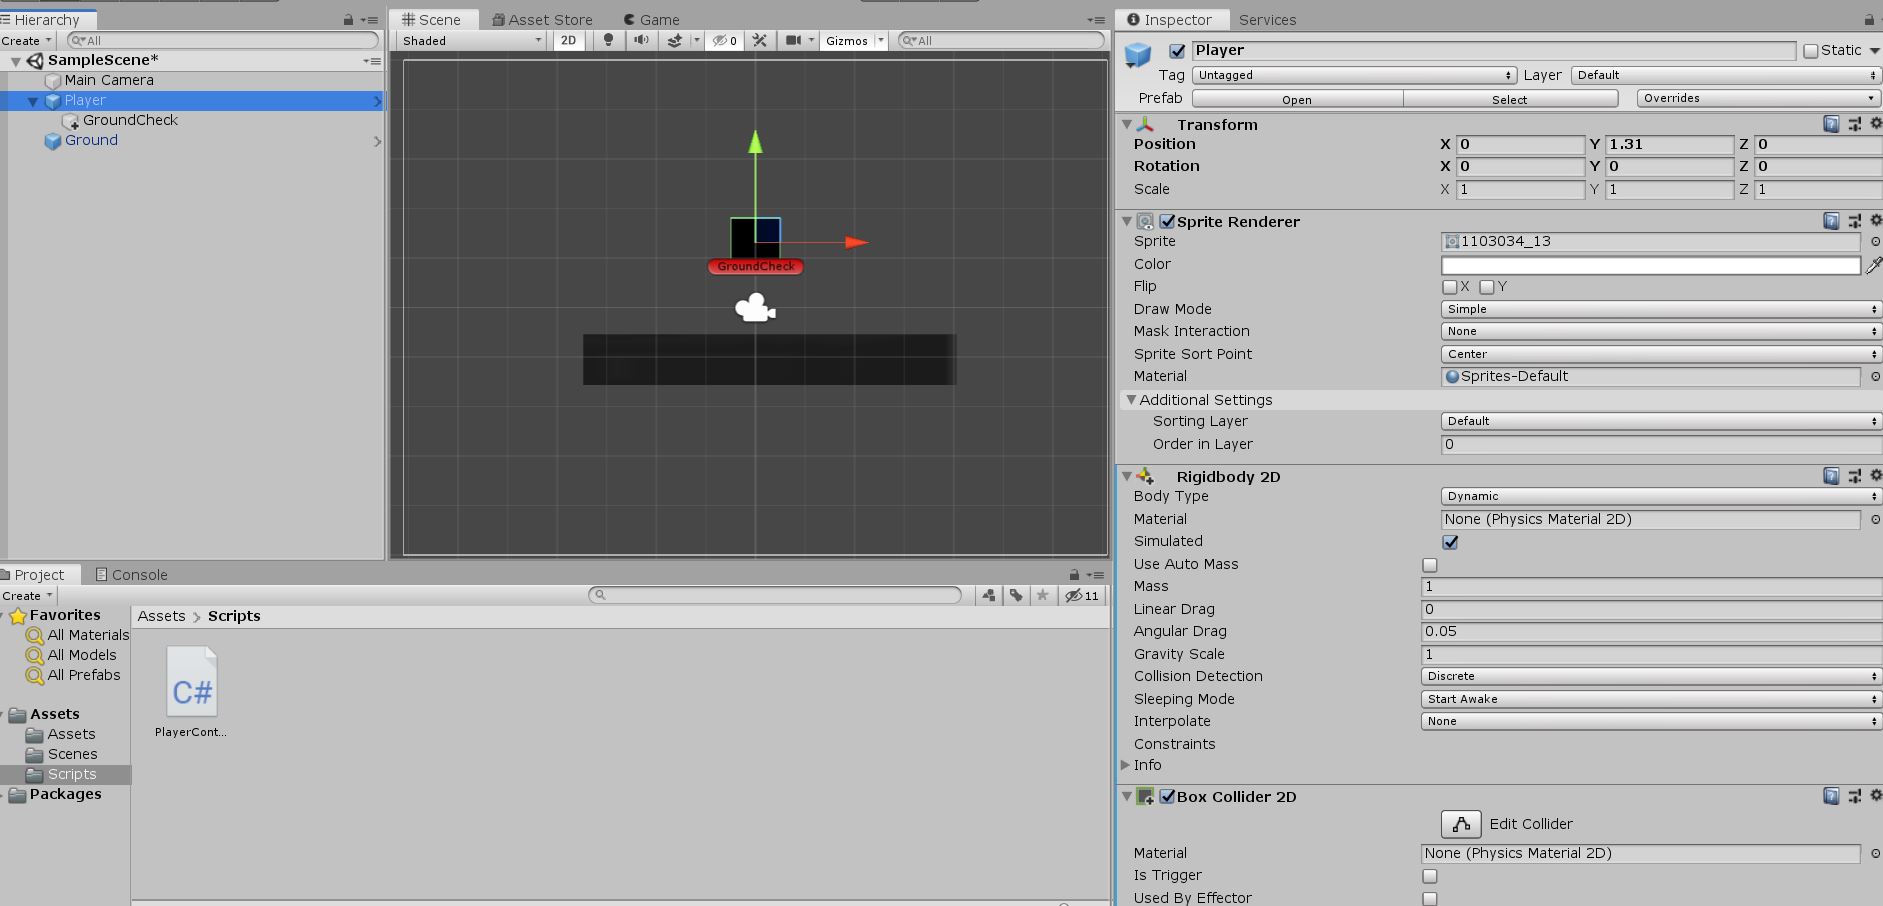 Hierarchy
Create
All
SampleScene*
Main Camera
Player
GroundCheck
Ground
Scene
Asset Store
Game
Shaded
2D
0
Gizmos
All
GroundCheck
Project
Console
Create
11
Favorites
All Materials
All Models
All Prefabs
Assets
Assets
Scenes
Scripts
Packages
Assets
Scripts
C#
PlayerCont...
Inspector
Services
Player
Static
Tag
Untagged
Layer
Default
Prefab
Open
Select
Overrides
Transform
Position X 0 Y 1.31 Z 0
Rotation X 0 Y 0 Z 0
Scale X 1 Y 1 Z 1
Sprite Renderer
Sprite 1103034_13
Color
Flip X Y
Draw Mode Simple
Mask Interaction None
Sprite Sort Point Center
Material Sprites-Default
Additional Settings
Sorting Layer Default
Order in Layer 0
Rigidbody 2D
Body Type Dynamic
Material None (Physics Material 2D)
Simulated
Use Auto Mass
Mass 1
Linear Drag 0
Angular Drag 0.05
Gravity Scale 1
Collision Detection Discrete
Sleeping Mode Start Awake
Interpolate None
Constraints
Info
Box Collider 2D
Edit Collider
Material None (Physics Material 2D)
Is Trigger
Used By Effector